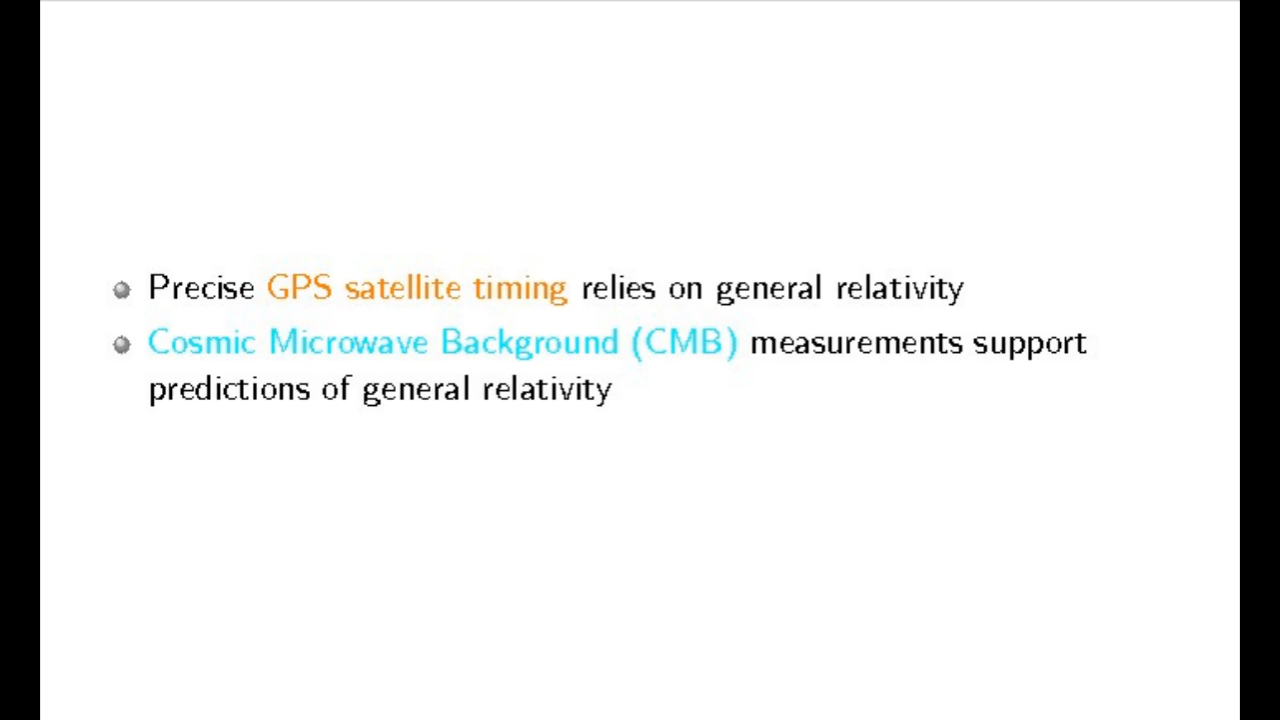 Precise GPS satellite timing relies on general relativity
Cosmic Microwave Background (CMB) measurements support
predictions of general relativity